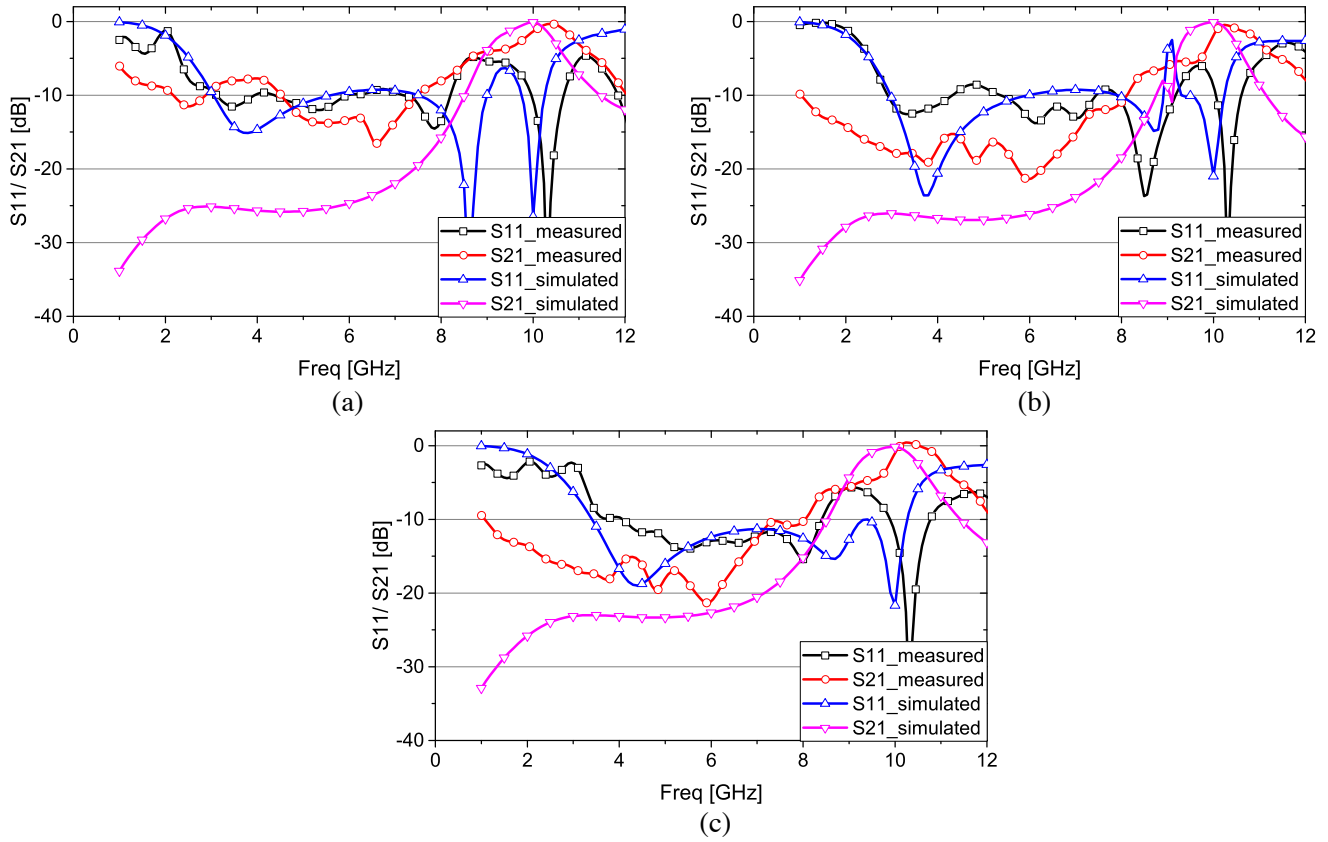 S11/ S21 [dB]
0
-10
-20
-30
-40
0 2 4 6 8 10 12
Freq [GHz]
S11_measured
S21_measured
S11_simulated
S21_simulated
(a)
S11/ S21 [dB]
0
-10
-20
-30
-40
0 2 4 6 8 10 12
Freq [GHz]
S11_measured
S21_measured
S11_simulated
S21_simulated
(b)
S11/ S21 [dB]
0
-10
-20
-30
-40
0 2 4 6 8 10 12
Freq [GHz]
S11_measured
S21_measured
S11_simulated
S21_simulated
(c)